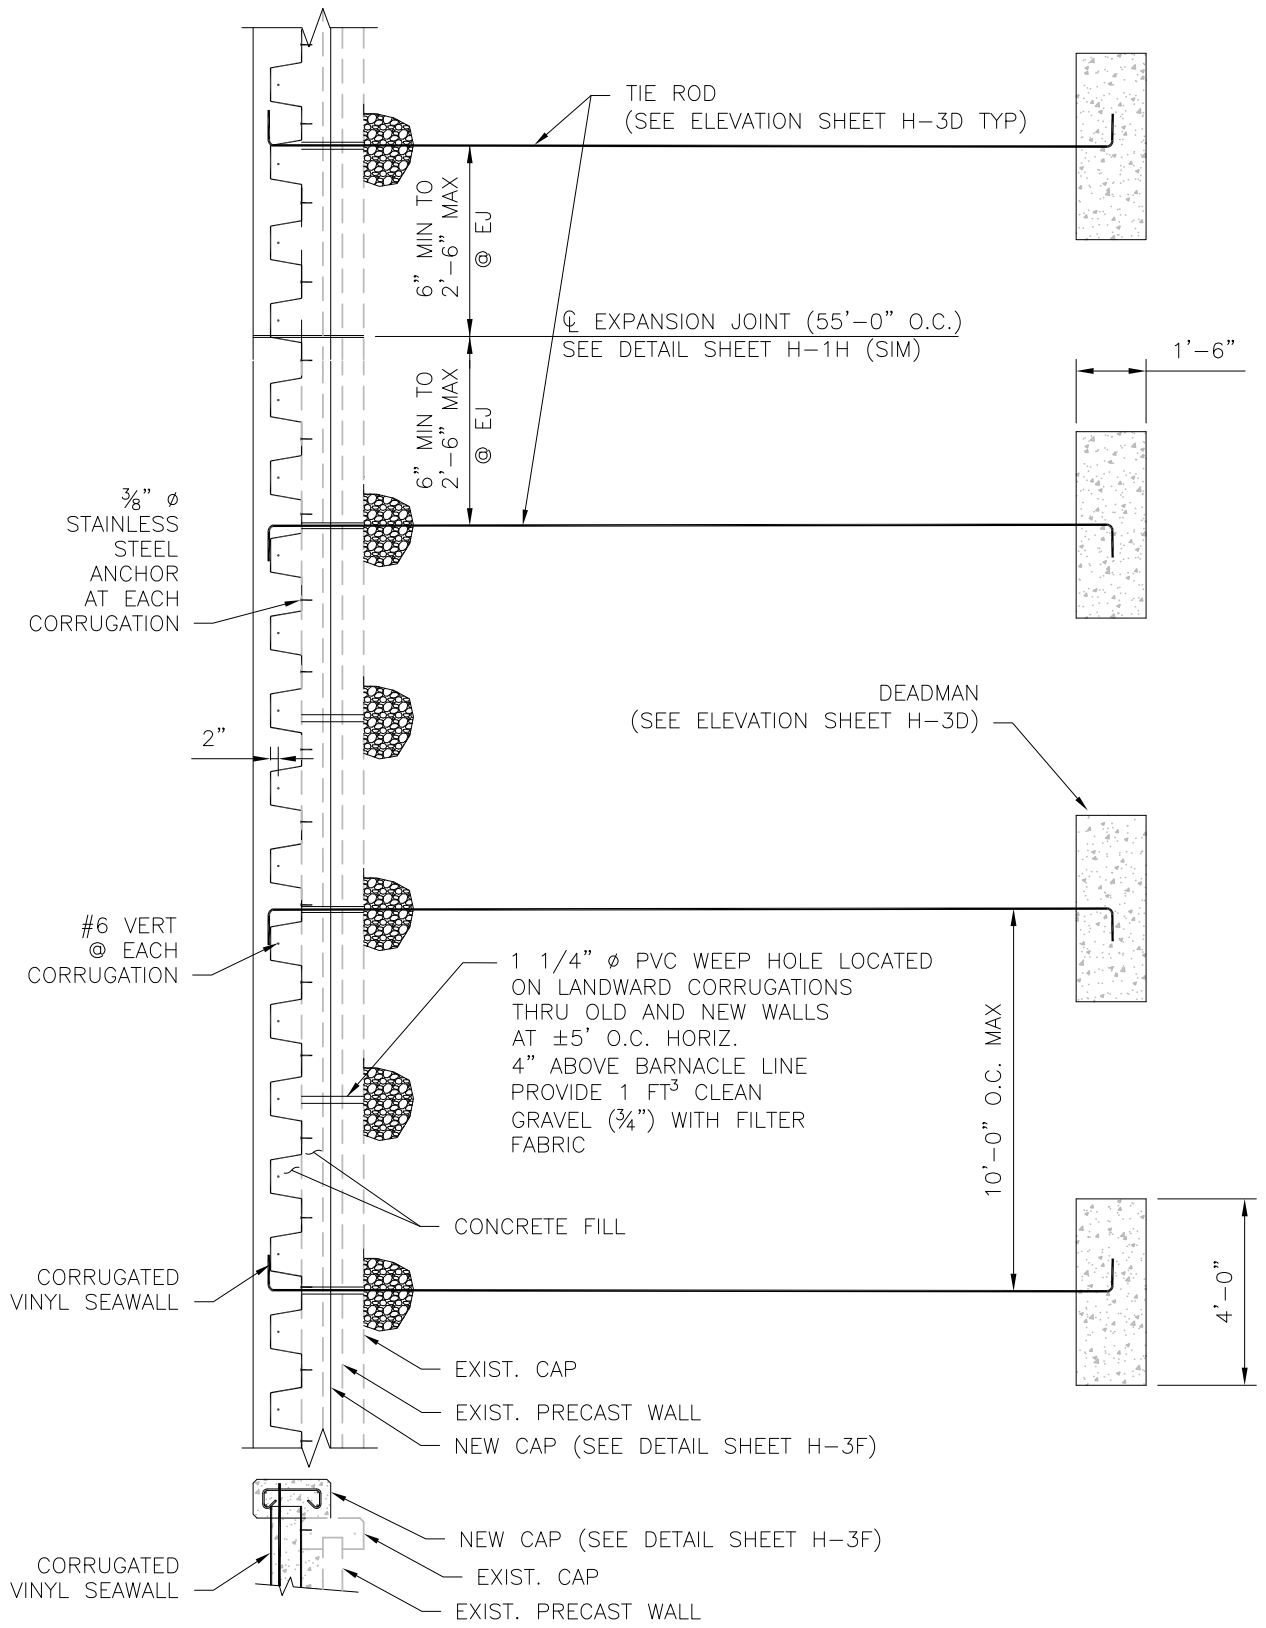 TIE ROD
(SEE ELEVATION SHEET H-3D TYP)
6" MIN TO
2'-6" MAX
@ EJ
℄ EXPANSION JOINT (55'-0" O.C.)
SEE DETAIL SHEET H-1H (SIM)
1'-6"
6" MIN TO
2'-6" MAX
@ EJ
⅜" ø
STAINLESS
STEEL
ANCHOR
AT EACH
CORRUGATION
DEADMAN
(SEE ELEVATION SHEET H-3D)
2"
#6 VERT
@ EACH
CORRUGATION
1 1/4" ø PVC WEEP HOLE LOCATED
ON LANDWARD CORRUGATIONS
THRU OLD AND NEW WALLS
AT ±5' O.C. HORIZ.
4" ABOVE BARNACLE LINE
PROVIDE 1 FT³ CLEAN
GRAVEL (¾") WITH FILTER
FABRIC
10'-0" O.C. MAX
CONCRETE FILL
CORRUGATED
VINYL SEAWALL
4'-0"
EXIST. CAP
EXIST. PRECAST WALL
NEW CAP (SEE DETAIL SHEET H-3F)
NEW CAP (SEE DETAIL SHEET H-3F)
CORRUGATED
VINYL SEAWALL
EXIST. CAP
EXIST. PRECAST WALL